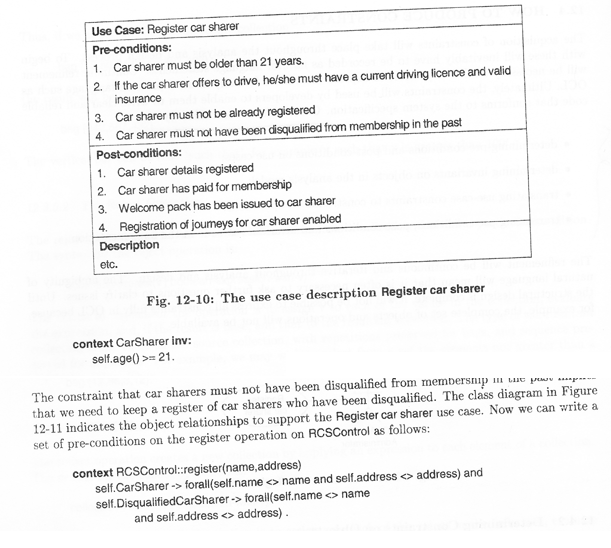 Use Case: Register car sharer
Pre-conditions:
1. Car sharer must be older than 21 years.
2. If the car sharer offers to drive, he/she must have a current driving licence and valid
insurance
3. Car sharer must not be already registered
4. Car sharer must not have been disqualified from membership in the past
Post-conditions:
1. Car sharer details registered
2. Car sharer has paid for membership
3. Welcome pack has been issued to car sharer
4. Registration of journeys for car sharer enabled
Description
etc.
Fig. 12-10: The use case description Register car sharer
context CarSharer inv:
self.age() >= 21.
The constraint that car sharers must not have been disqualified from membership in the past
that we need to keep a register of car sharers who have been disqualified. The class diagram in Figure
12-11 indicates the object relationships to support the Register car sharer use case. Now we can write a
set of pre-conditions on the register operation on RCSControl as follows:
context RCSControl::register(name,address)
self.CarSharer -> forall(self.name <> name and self.address <> address) and
self.DisqualifiedCarSharer -> forall(self.name <> name
and self.address <> address) .